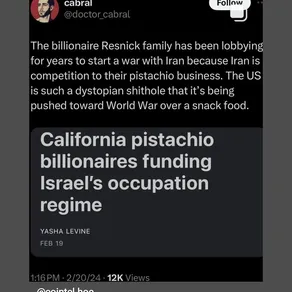 cabral
@doctor_cabral
Follow
The billionaire Resnick family has been lobbying
for years to start a war with Iran because Iran is
competition to their pistachio business. The US
is such a dystopian shithole that it's being
pushed toward World War over a snack food.
California pistachio
billionaires funding
Israel's occupation
regime
YASHA LEVINE
FEB 19
1:16 PM · 2/20/24 · 12K Views